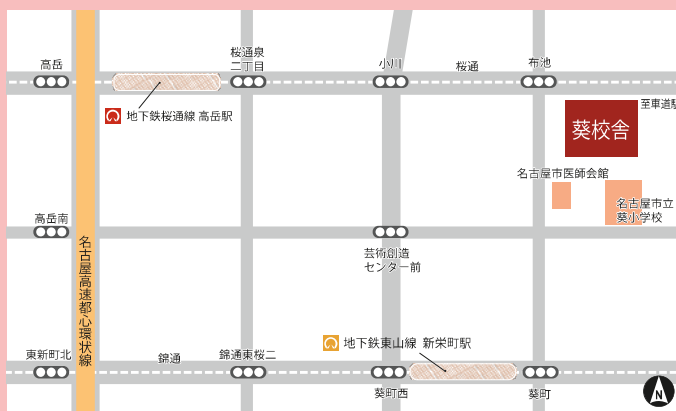 高岳
桜通泉
二丁目
小川
桜通
布池
地下鉄桜通線 高岳駅
至車道駅
葵校舎
名古屋市医師会館
名古屋市立
葵小学校
高岳南
名古屋高速都心環状線
芸術創造
センター前
地下鉄東山線 新栄町駅
東新町北
錦通
錦通東桜二
葵町西
葵町
N